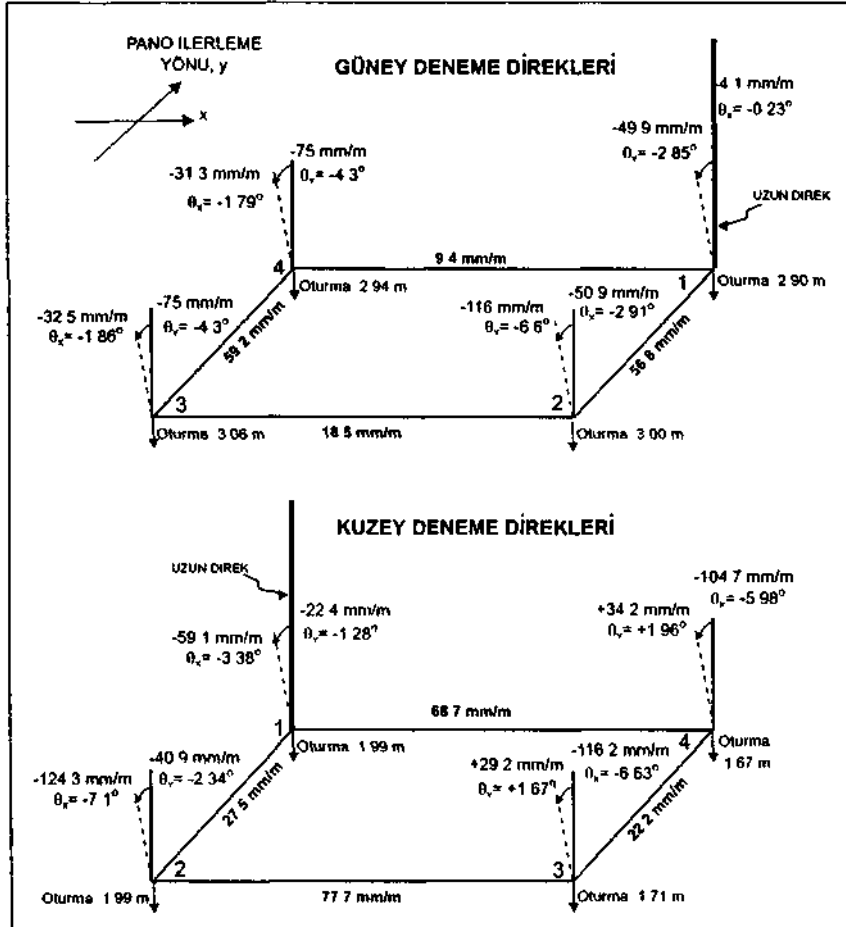 PANO ILERLEME
YÖNU, y
x
GÜNEY DENEME DİREKLERİ
-4 1 mm/m
θx= -0 23°
-49 9 mm/m
θY= -2 85°
UZUN DIREK
-75 mm/m
θY= -4 3°
-31 3 mm/m
θx= -1 79°
4
9 4 mm/m
1
Oturma 2 94 m
Oturma 2 90 m
-32 5 mm/m
θx= -1 86°
-75 mm/m
θY= -4 3°
59 2 mm/m
-116 mm/m
θY= -6 6°
-50 9 mm/m
θx= -2 91°
56 8 mm/m
3
2
Oturma 3 06 m
18 5 mm/m
Oturma 3 00 m
KUZEY DENEME DİREKLERİ
UZUN DIREK
-22 4 mm/m
θY= -1 28°
-59 1 mm/m
θx= -3 38°
-104 7 mm/m
θx= -5 98°
+34 2 mm/m
θY= +1 96°
1
68 7 mm/m
4
Oturma 1 99 m
Oturma
1 67 m
-124 3 mm/m
θx= -7 1°
-40 9 mm/m
θY= -2 34°
27 5 mm/m
+29 2 mm/m
θY= +1 67°
-116 2 mm/m
θx= -6 63°
22 2 mm/m
2
3
Oturma 1 99 m
77 7 mm/m
Oturma 1 71 m